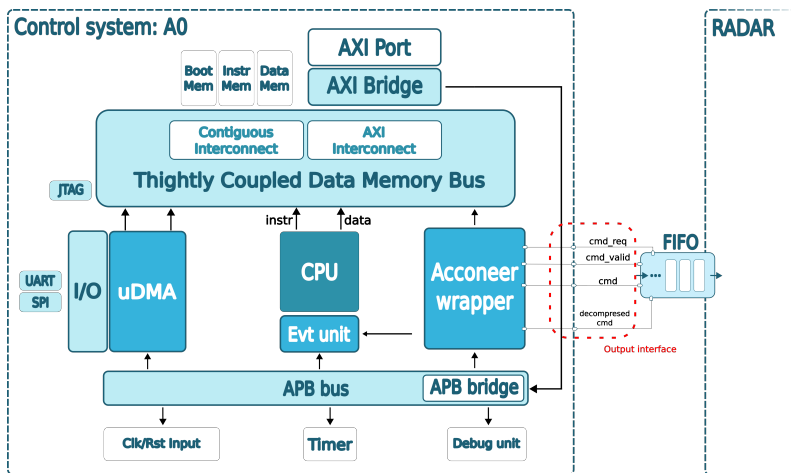 Control system: A0
RADAR
AXI Port
AXI Bridge
Boot
Mem
Instr
Mem
Data
Mem
Contiguous
Interconnect
AXI
Interconnect
Thightly Coupled Data Memory Bus
JTAG
instr
data
UART
SPI
I/O
uDMA
CPU
Evt unit
Acconeer
wrapper
cmd_req
cmd_valid
cmd
decompresed
cmd
FIFO
Output interface
APB bus
APB bridge
Clk/Rst Input
Timer
Debug unit